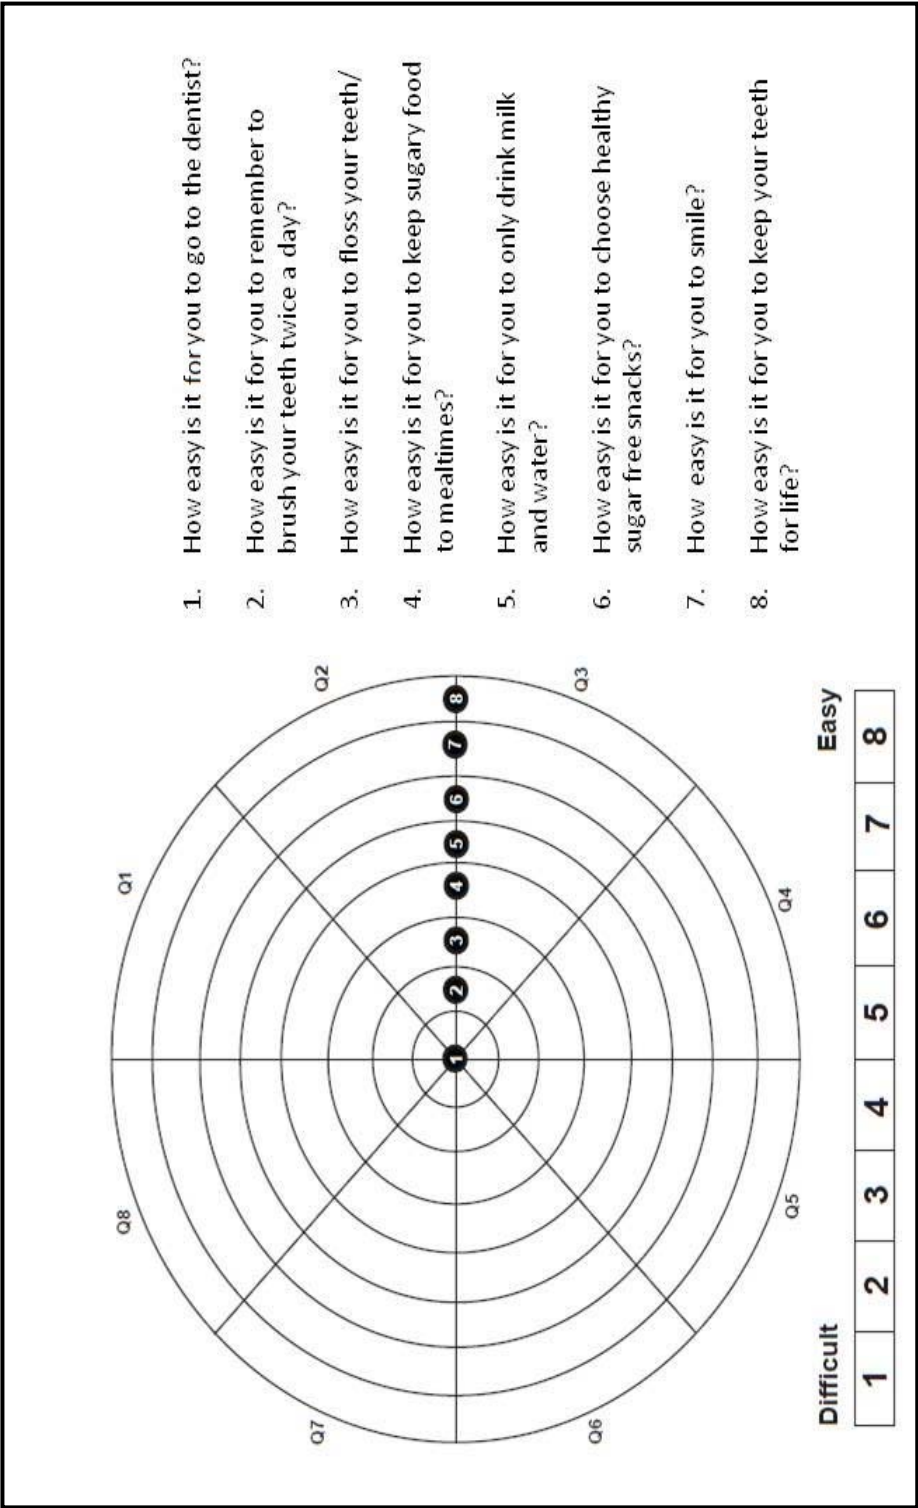 1. How easy is it for you to go to the dentist?
2. How easy is it for you to remember to
brush your teeth twice a day?
3. How easy is it for you to floss your teeth/
4. How easy is it for you to keep sugary food
to mealtimes?
5. How easy is it for you to only drink milk
and water?
6. How easy is it for you to choose healthy
sugar free snacks?
7. How easy is it for you to smile?
8. How easy is it for you to keep your teeth
for life?
Q1
Q2
Q3
Q4
Q5
Q6
Q7
Q8
1 2 3 4 5 6 7 8
Difficult Easy
1 2 3 4 5 6 7 8